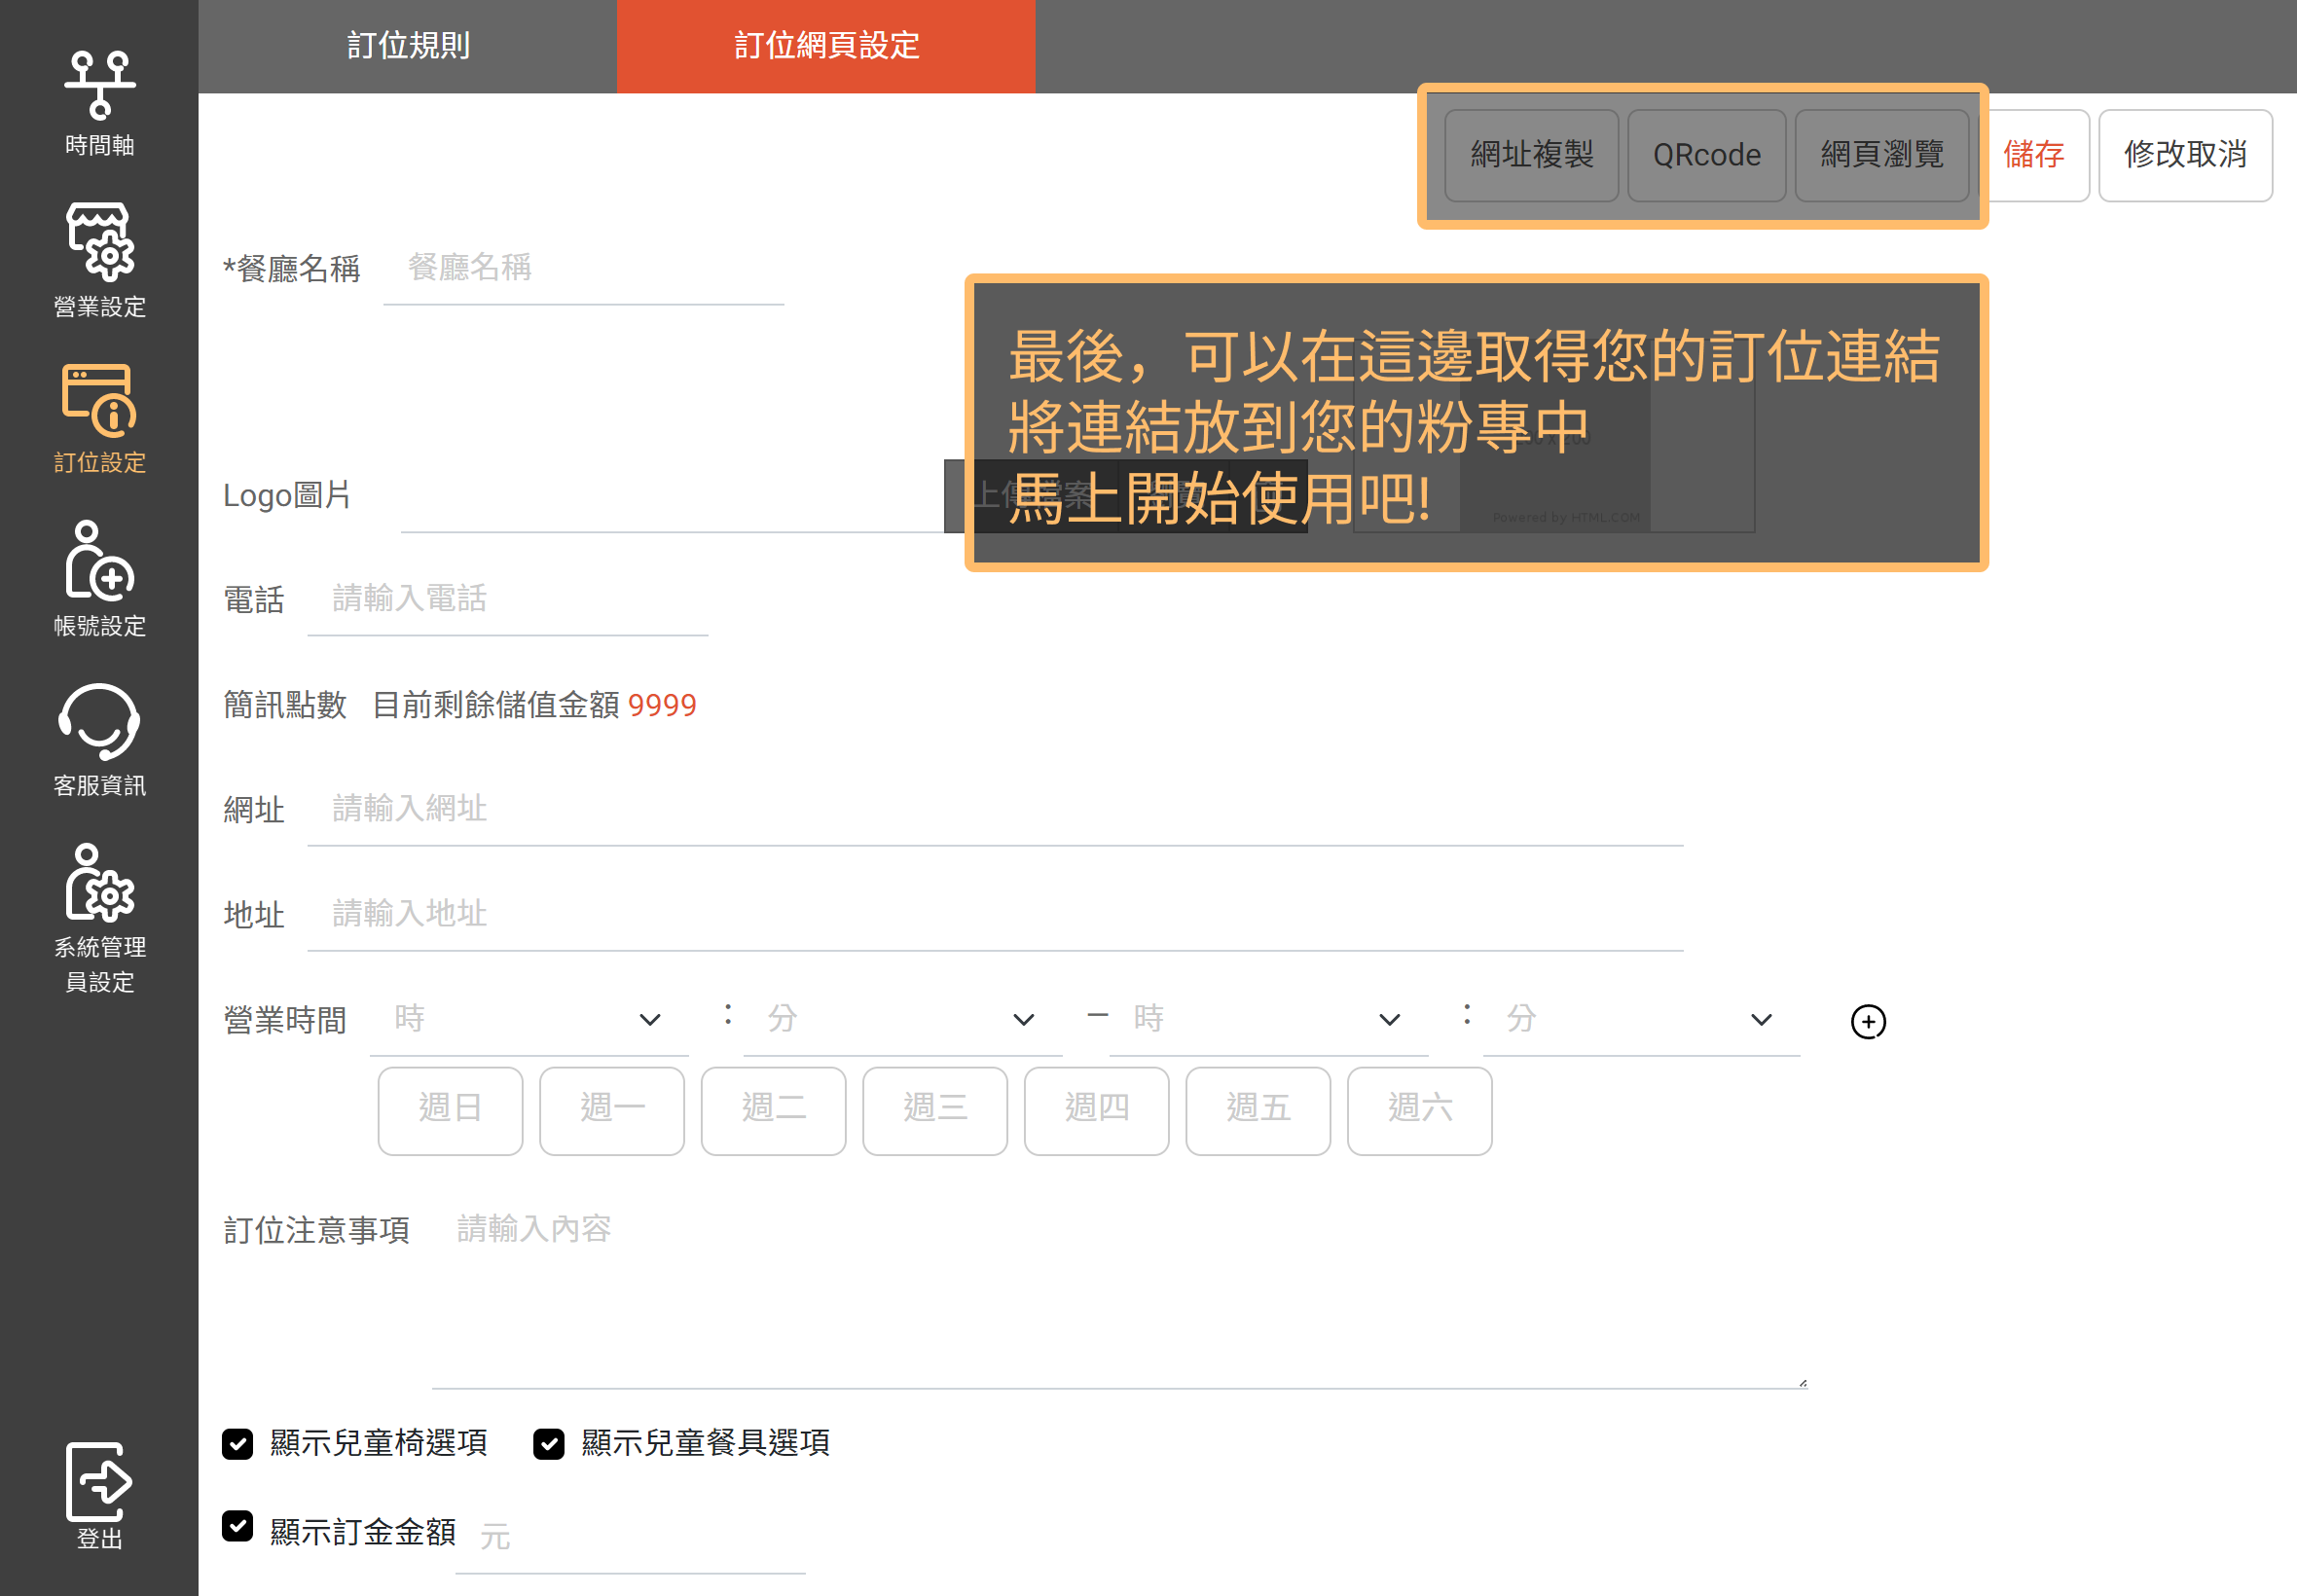 訂位規則
訂位網頁設定
網址複製
QRcode
網頁瀏覽
儲存
修改取消
時間軸
營業設定
訂位設定
帳號設定
客服資訊
系統管理
員設定
登出
*餐廳名稱
餐廳名稱
最後，可以在這邊取得您的訂位連結
將連結放到您的粉專中
馬上開始使用吧!
Logo圖片
Powered by HTML.COM
電話
請輸入電話
簡訊點數 目前剩餘儲值金額 9999
網址
請輸入網址
地址
請輸入地址
營業時間
時 : 分 – 時 : 分
週日
週一
週二
週三
週四
週五
週六
訂位注意事項
請輸入內容
顯示兒童椅選項
顯示兒童餐具選項
顯示訂金金額
元